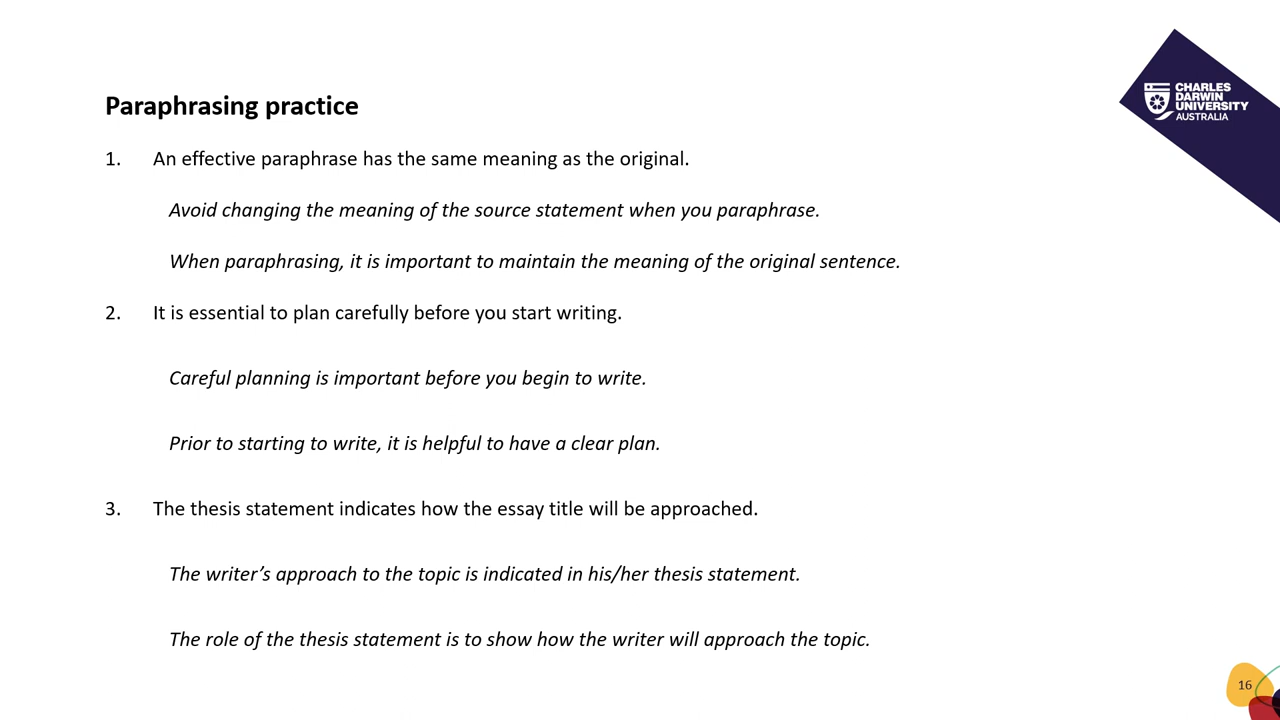 Paraphrasing practice
CHARLES
DARWIN
UNIVERSITY
AUSTRALIA
1. An effective paraphrase has the same meaning as the original.
Avoid changing the meaning of the source statement when you paraphrase.
When paraphrasing, it is important to maintain the meaning of the original sentence.
2. It is essential to plan carefully before you start writing.
Careful planning is important before you begin to write.
Prior to starting to write, it is helpful to have a clear plan.
3. The thesis statement indicates how the essay title will be approached.
The writer’s approach to the topic is indicated in his/her thesis statement.
The role of the thesis statement is to show how the writer will approach the topic.
16